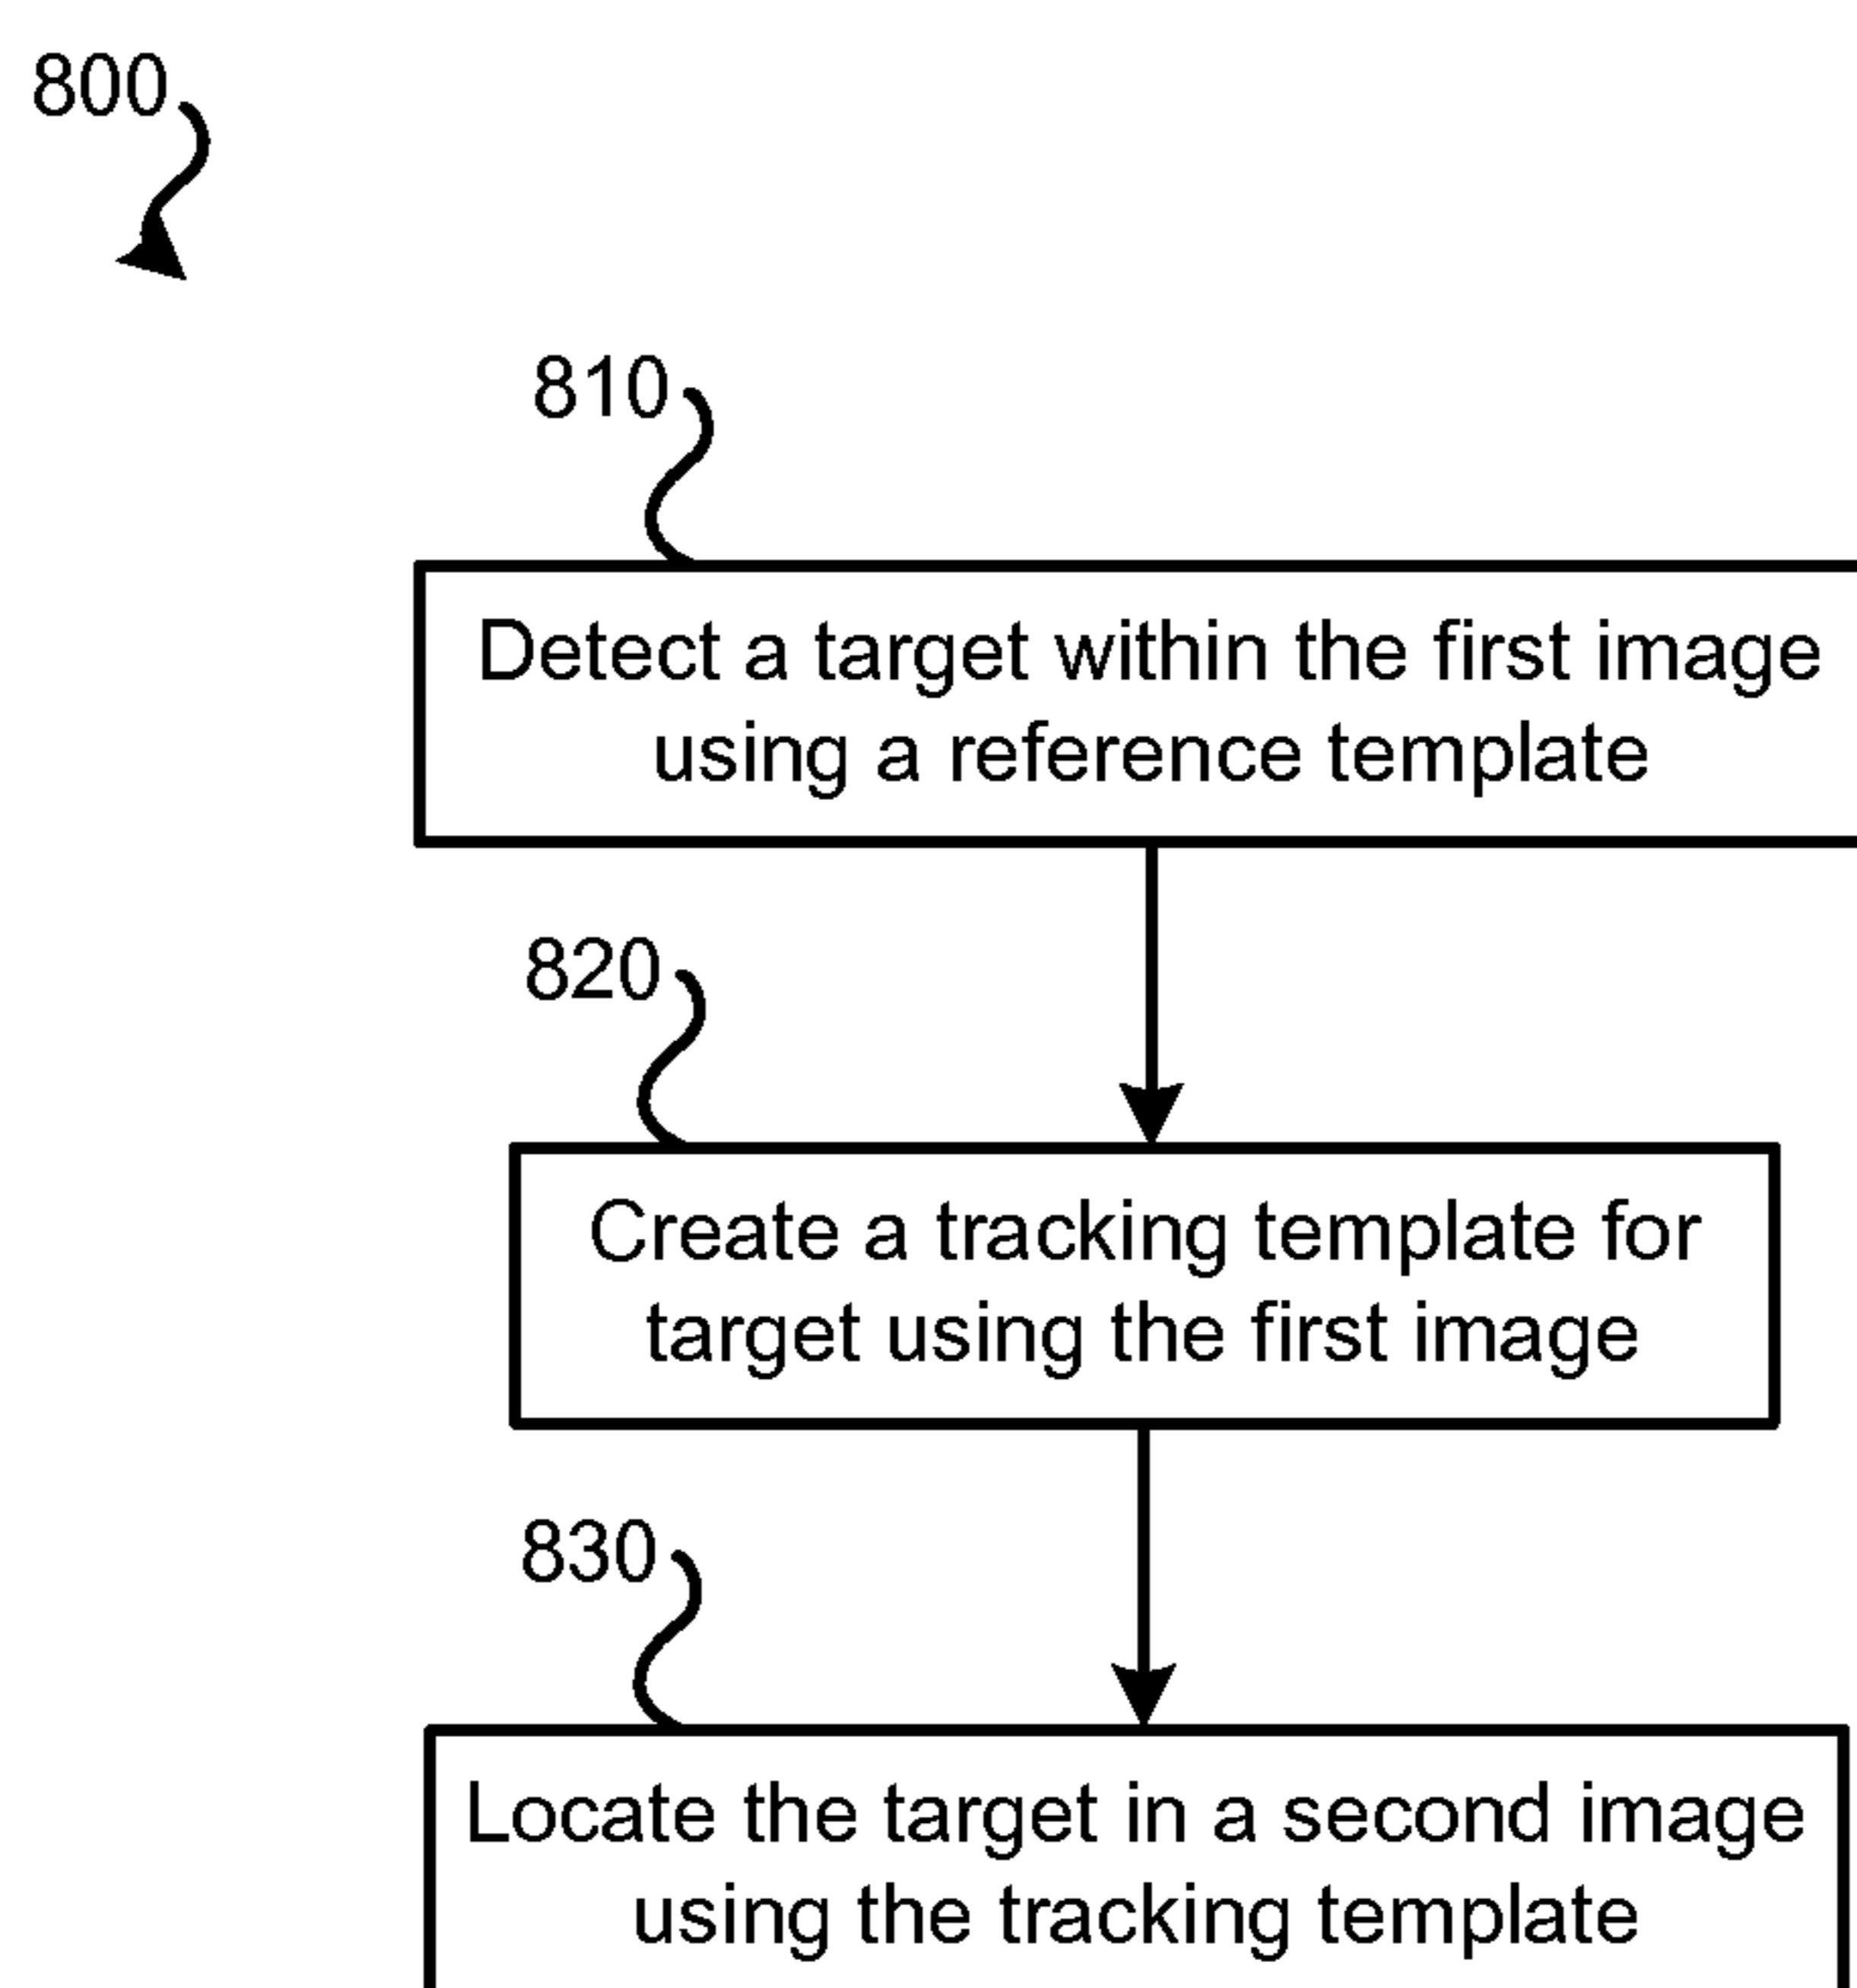 800
810
Detect a target within the first image
using a reference template
820
Create a tracking template for
target using the first image
830
Locate the target in a second image
using the tracking template